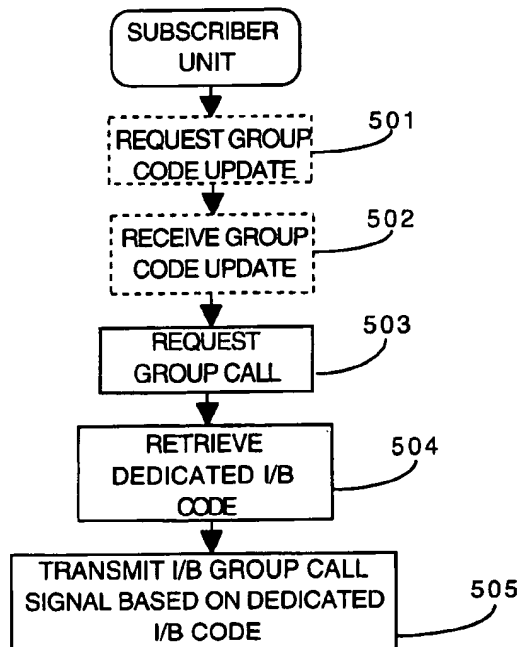 SUBSCRIBER
UNIT
501
REQUEST GROUP
CODE UPDATE
502
RECEIVE GROUP
CODE UPDATE
503
REQUEST
GROUP CALL
504
RETRIEVE
DEDICATED I/B
CODE
505
TRANSMIT I/B GROUP CALL
SIGNAL BASED ON DEDICATED
I/B CODE